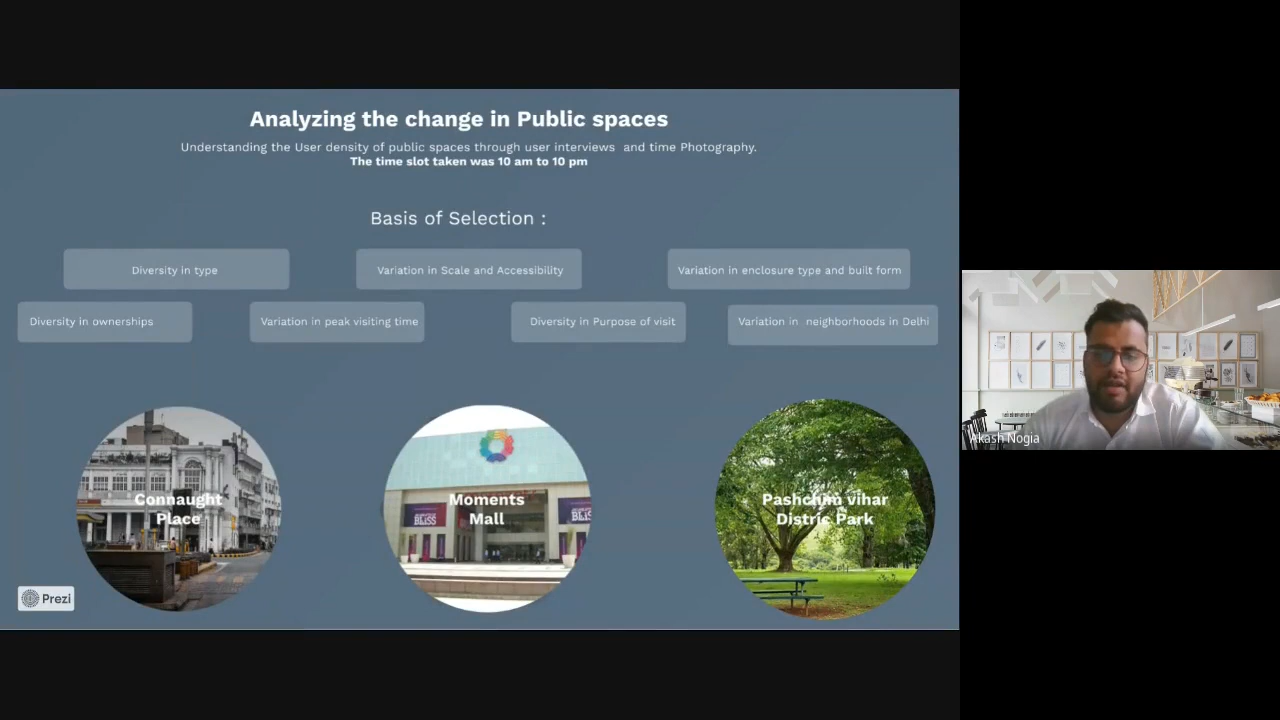 Analyzing the change in Public spaces
Understanding the User density of public spaces through user interviews and time Photography.
The time slot taken was 10 am to 10 pm
Basis of Selection :
Diversity in type
Variation in Scale and Accessibility
Variation in enclosure type and built form
Diversity in ownerships
Variation in peak visiting time
Diversity in Purpose of visit
Variation in neighborhoods in Delhi
Connaught
Place
Moments
Mall
BLISS
Pashchim vihar
Distric Park
Prezi
Akash Nogia